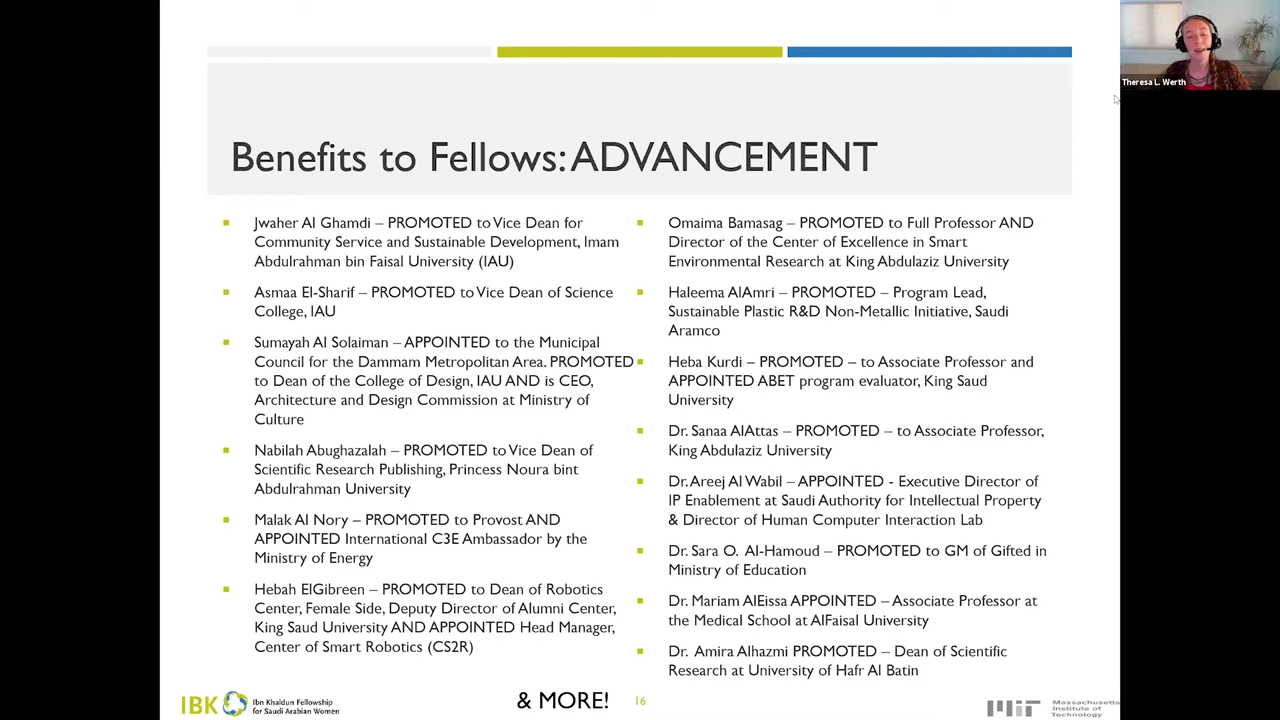 Theresa L. Werth
Benefits to Fellows: ADVANCEMENT
Jwaher Al Ghamdi – PROMOTED to Vice Dean for
Community Service and Sustainable Development, Imam
Abdulrahman bin Faisal University (IAU)
Asmaa El-Sharif – PROMOTED to Vice Dean of Science
College, IAU
Sumayah Al Solaiman – APPOINTED to the Municipal
Council for the Dammam Metropolitan Area. PROMOTED
to Dean of the College of Design, IAU AND is CEO,
Architecture and Design Commission at Ministry of
Culture
Nabilah Abughazalah – PROMOTED to Vice Dean of
Scientific Research Publishing, Princess Noura bint
Abdulrahman University
Malak Al Nory – PROMOTED to Provost AND
APPOINTED International C3E Ambassador by the
Ministry of Energy
Hebah ElGibreen – PROMOTED to Dean of Robotics
Center, Female Side, Deputy Director of Alumni Center,
King Saud University AND APPOINTED Head Manager,
Center of Smart Robotics (CS2R)
Omaima Bamasag – PROMOTED to Full Professor AND
Director of the Center of Excellence in Smart
Environmental Research at King Abdulaziz University
Haleema AlAmri – PROMOTED – Program Lead,
Sustainable Plastic R&D Non-Metallic Initiative, Saudi
Aramco
Heba Kurdi – PROMOTED – to Associate Professor and
APPOINTED ABET program evaluator, King Saud
University
Dr. Sanaa AlAttas – PROMOTED – to Associate Professor,
King Abdulaziz University
Dr. Areej Al Wabil – APPOINTED - Executive Director of
IP Enablement at Saudi Authority for Intellectual Property
& Director of Human Computer Interaction Lab
Dr. Sara O. Al-Hamoud – PROMOTED to GM of Gifted in
Ministry of Education
Dr. Mariam AlEissa APPOINTED – Associate Professor at
the Medical School at AlFaisal University
Dr. Amira Alhazmi PROMOTED – Dean of Scientific
Research at University of Hafr Al Batin
IBK
Ibn Khaldun Fellowship
for Saudi Arabian Women
& MORE!
16
MIT
Massachusetts
Institute of
Technology